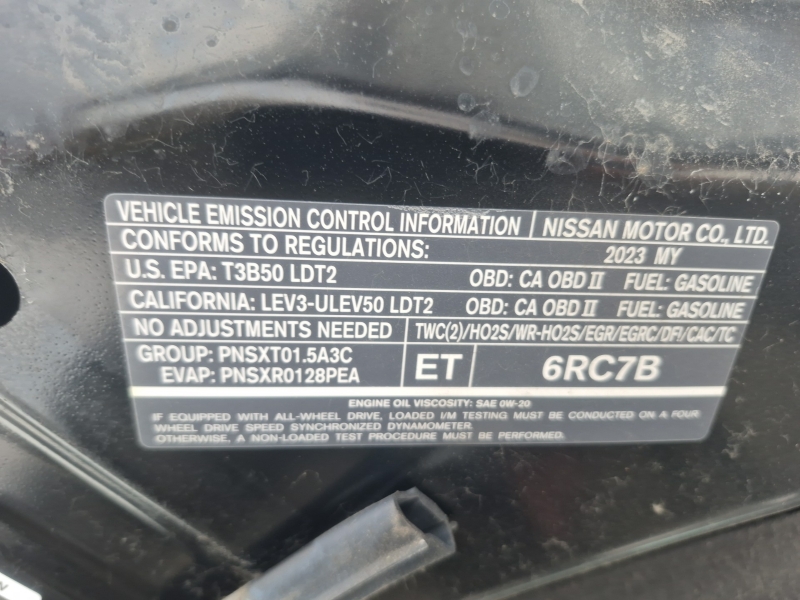 VEHICLE EMISSION CONTROL INFORMATION | NISSAN MOTOR CO., LTD.
CONFORMS TO REGULATIONS: 2023 MY
U.S. EPA: T3B50 LDT2 OBD: CA OBD II FUEL: GASOLINE
CALIFORNIA: LEV3-ULEV50 LDT2 OBD: CA OBD II FUEL: GASOLINE
NO ADJUSTMENTS NEEDED TWC(2)/HO2S/WR-HO2S/EGR/EGRC/DFI/CAC/TC
GROUP: PNSXT01.5A3C
EVAP: PNSXR0128PEA
ET 6RC7B
ENGINE OIL VISCOSITY: SAE 0W-20
IF EQUIPPED WITH ALL-WHEEL DRIVE, LOADED I/M TESTING MUST BE CONDUCTED ON A FOUR
WHEEL DRIVE SPEED SYNCHRONIZED DYNAMOMETER.
OTHERWISE, A NON-LOADED TEST PROCEDURE MUST BE PERFORMED.